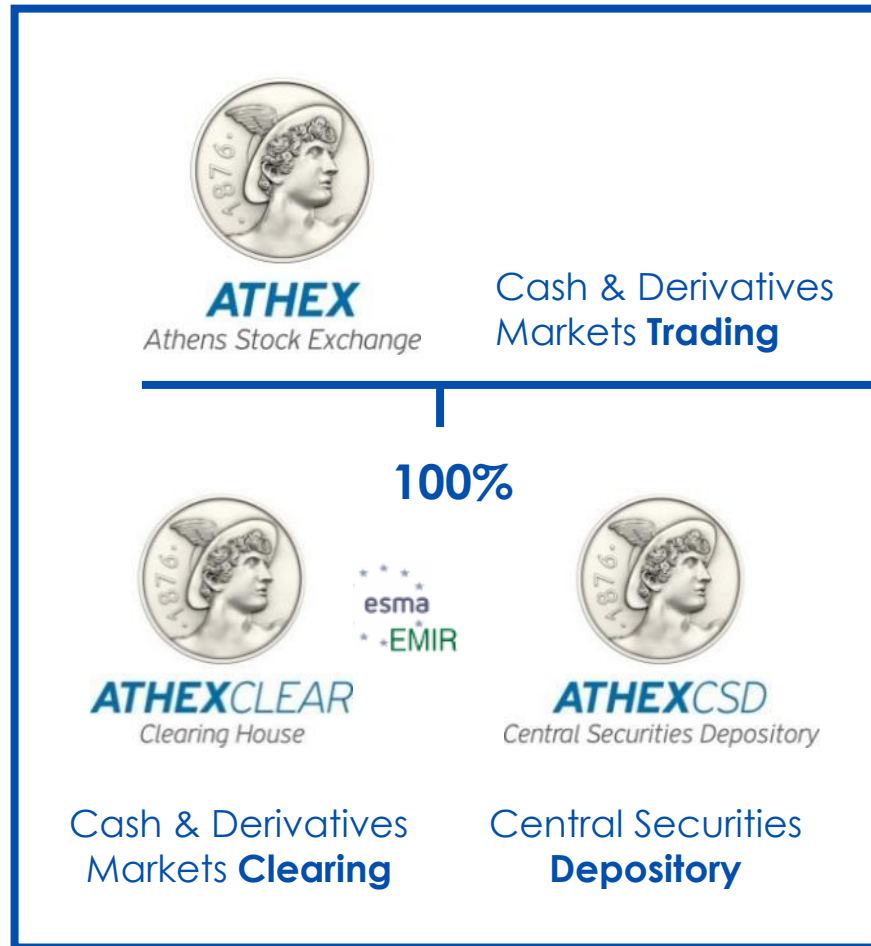 ·1876·
ATHEX
Athens Stock Exchange
Cash & Derivatives
Markets Trading
100%
·1876·
ATHEXCLEAR
Clearing House
esma
EMIR
·1876·
ATHEXCSD
Central Securities Depository
Cash & Derivatives
Markets Clearing
Central Securities
Depository